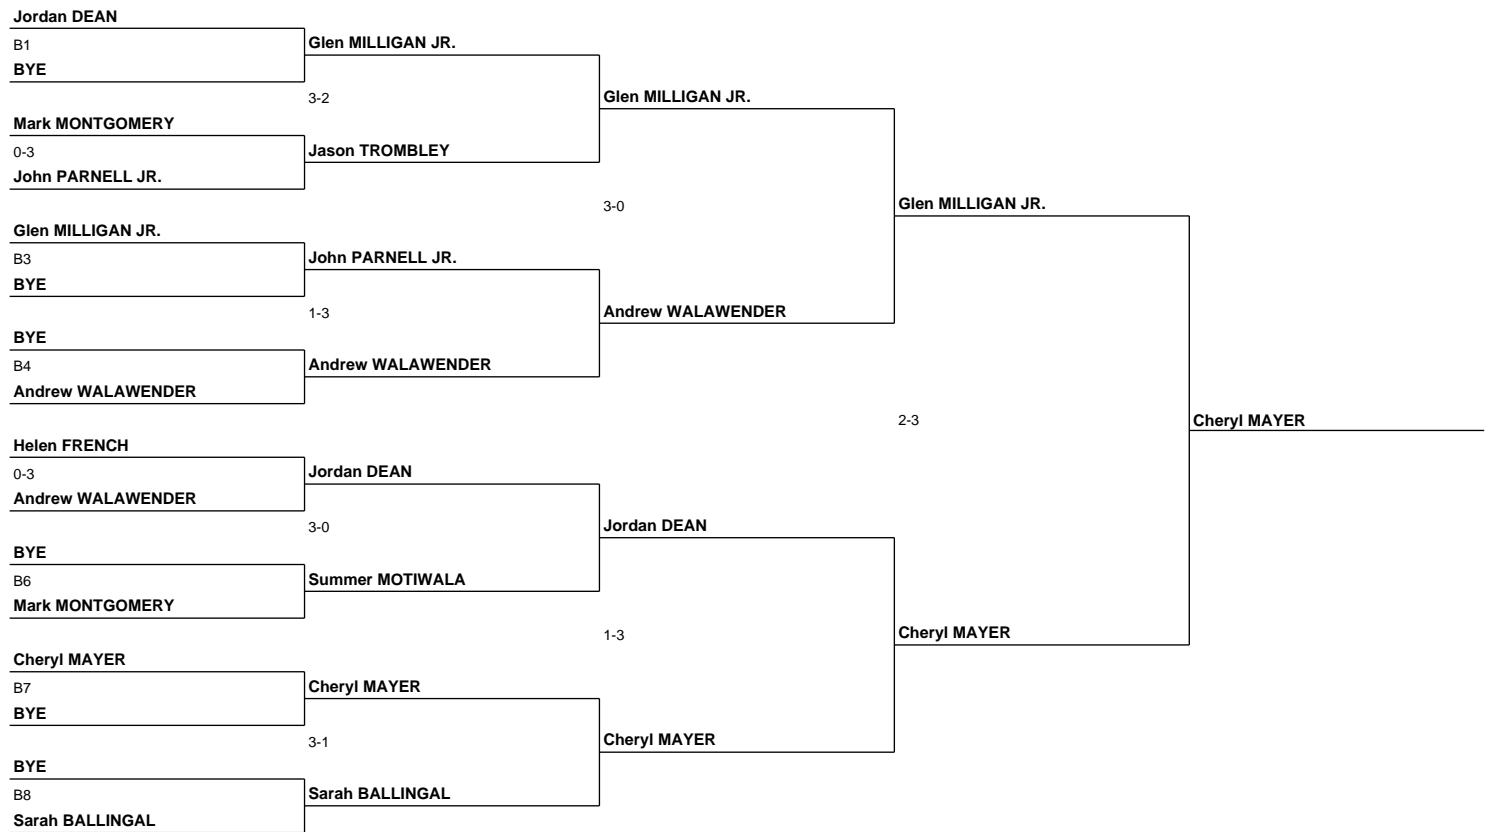 Jordan DEAN
B1
BYE
Mark MONTGOMERY
0-3
John PARNELL JR.
Glen MILLIGAN JR.
B3
BYE
BYE
B4
Andrew WALAWENDER
Helen FRENCH
0-3
Andrew WALAWENDER
BYE
B6
Mark MONTGOMERY
Cheryl MAYER
B7
BYE
BYE
B8
Sarah BALLINGAL
Glen MILLIGAN JR.
3-2
Jason TROMBLEY
John PARNELL JR.
1-3
Andrew WALAWENDER
Jordan DEAN
3-0
Summer MOTIWALA
Cheryl MAYER
3-1
Sarah BALLINGAL
Glen MILLIGAN JR.
3-0
Andrew WALAWENDER
Jordan DEAN
1-3
Cheryl MAYER
Glen MILLIGAN JR.
2-3
Cheryl MAYER
Cheryl MAYER